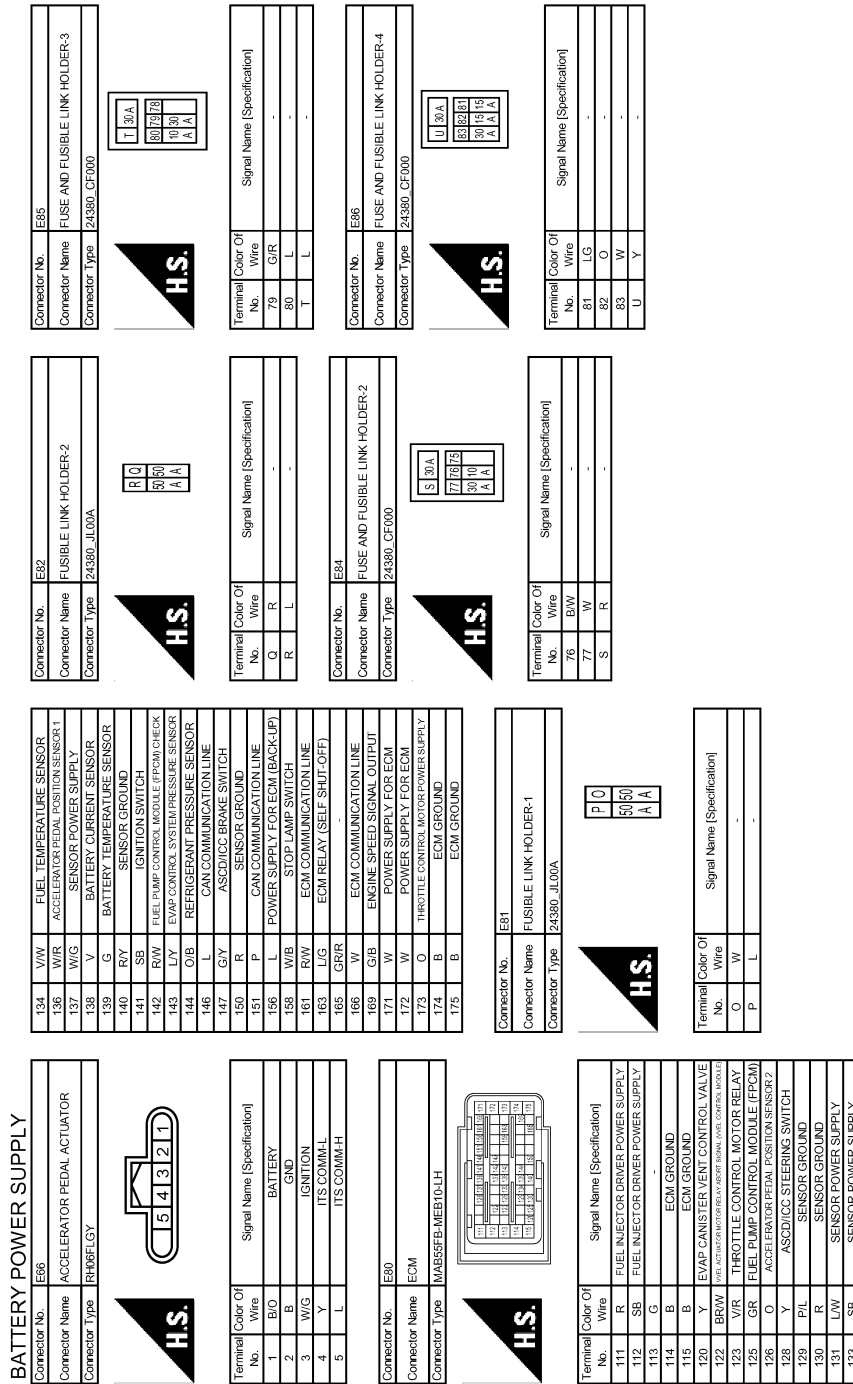 BATTERY POWER SUPPLY
Connector No. E66
Connector Name ACCELERATOR PEDAL ACTUATOR
Connector Type RH06FLGY
H.S.
5 4 3 2 1
Terminal No. Color Of Wire Signal Name [Specification]
1 B/O BATTERY
2 B GND
3 W/G IGNITION
4 Y ITS COMM-L
5 L ITS COMM-H
Connector No. E80
Connector Name ECM
Connector Type MAB55FB-MEB10-LH
H.S.
Terminal No. Color Of Wire Signal Name [Specification]
111 R FUEL INJECTOR DRIVER POWER SUPPLY
112 SB FUEL INJECTOR DRIVER POWER SUPPLY
113 G -
114 B ECM GROUND
115 B ECM GROUND
120 Y EVAP CANISTER VENT CONTROL VALVE
122 BR/W VVEL ACTUATOR MOTOR RELAY ABORT SIGNAL (VVEL CONTROL MODULE)
123 V/R THROTTLE CONTROL MOTOR RELAY
125 GR FUEL PUMP CONTROL MODULE (FPCM)
126 O ACCELERATOR PEDAL POSITION SENSOR 2
128 Y ASCD/ICC STEERING SWITCH
129 P/L SENSOR GROUND
130 R SENSOR GROUND
131 L/W SENSOR POWER SUPPLY
133 SB SENSOR POWER SUPPLY
134 V/W FUEL TEMPERATURE SENSOR
136 W/R ACCELERATOR PEDAL POSITION SENSOR 1
137 W/G SENSOR POWER SUPPLY
138 V BATTERY CURRENT SENSOR
139 G BATTERY TEMPERATURE SENSOR
140 R/Y SENSOR GROUND
141 SB IGNITION SWITCH
142 R/W FUEL PUMP CONTROL MODULE (FPCM) CHECK
143 L/Y EVAP CONTROL SYSTEM PRESSURE SENSOR
144 O/B REFRIGERANT PRESSURE SENSOR
146 L CAN COMMUNICATION LINE
147 G/Y ASCD/ICC BRAKE SWITCH
150 R SENSOR GROUND
151 P CAN COMMUNICATION LINE
156 L POWER SUPPLY FOR ECM (BACK-UP)
158 W/B STOP LAMP SWITCH
161 R/W ECM COMMUNICATION LINE
163 L/G ECM RELAY (SELF SHUT-OFF)
165 GR/R -
166 W ECM COMMUNICATION LINE
169 G/B ENGINE SPEED SIGNAL OUTPUT
171 W POWER SUPPLY FOR ECM
172 W POWER SUPPLY FOR ECM
173 O THROTTLE CONTROL MOTOR POWER SUPPLY
174 B ECM GROUND
175 B ECM GROUND
Connector No. E81
Connector Name FUSIBLE LINK HOLDER-1
Connector Type 24380_JL00A
H.S.
P O
50 50
A A
Terminal No. Color Of Wire Signal Name [Specification]
O W -
P L -
Connector No. E82
Connector Name FUSIBLE LINK HOLDER-2
Connector Type 24380_JL00A
H.S.
R Q
50 50
A A
Terminal No. Color Of Wire Signal Name [Specification]
Q R -
R L -
Connector No. E84
Connector Name FUSE AND FUSIBLE LINK HOLDER-2
Connector Type 24380_CF000
H.S.
S 30 A
77 76 75
30 10
A A
Terminal No. Color Of Wire Signal Name [Specification]
76 B/W -
77 W -
S R -
Connector No. E85
Connector Name FUSE AND FUSIBLE LINK HOLDER-3
Connector Type 24380_CF000
H.S.
T 30 A
80 79 78
10 30
A A
Terminal No. Color Of Wire Signal Name [Specification]
79 G/R -
80 L -
T L -
Connector No. E86
Connector Name FUSE AND FUSIBLE LINK HOLDER-4
Connector Type 24380_CF000
H.S.
U 30 A
83 82 81
30 15 15
A A A
Terminal No. Color Of Wire Signal Name [Specification]
81 LG -
82 O -
83 W -
U Y -